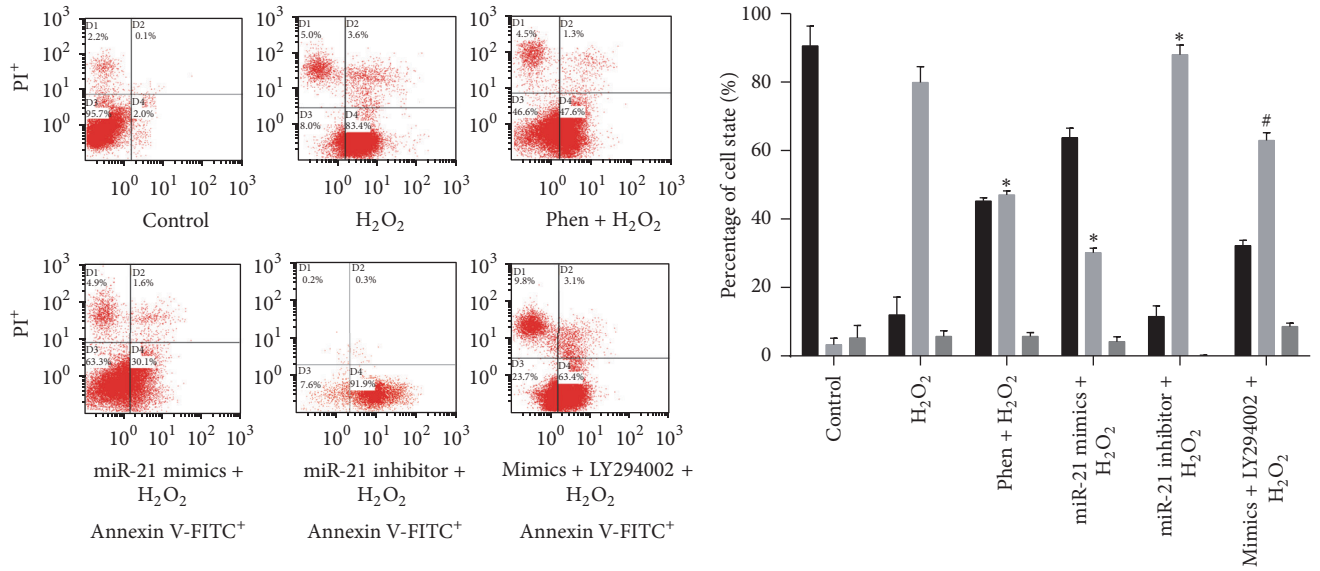 PI⁺
10³
10²
10¹
10⁰
D1
2.2%
D2
0.1%
D3
95.7%
D4
2.0%
10⁰ 10¹ 10² 10³
Control
10³
10²
10¹
10⁰
D1
5.0%
D2
3.6%
D3
8.0%
D4
83.4%
10⁰ 10¹ 10² 10³
H₂O₂
10³
10²
10¹
10⁰
D1
4.5%
D2
1.3%
D3
46.6%
D4
47.6%
10⁰ 10¹ 10² 10³
Phen + H₂O₂
PI⁺
10³
10²
10¹
10⁰
D1
4.9%
D2
1.6%
D3
63.3%
D4
30.1%
10⁰ 10¹ 10² 10³
miR-21 mimics +
H₂O₂
Annexin V-FITC⁺
10³
10²
10¹
10⁰
D1
0.2%
D2
0.3%
D3
7.6%
D4
91.9%
10⁰ 10¹ 10² 10³
miR-21 inhibitor +
H₂O₂
Annexin V-FITC⁺
10³
10²
10¹
10⁰
D1
9.8%
D2
3.1%
D3
23.7%
D4
63.4%
10⁰ 10¹ 10² 10³
Mimics + LY294002 +
H₂O₂
Annexin V-FITC⁺
Percentage of cell state (%)
100
80
60
40
20
0
*
*
*
#
Control
H₂O₂
Phen + H₂O₂
miR-21 mimics +
H₂O₂
miR-21 inhibitor +
H₂O₂
Mimics + LY294002 +
H₂O₂